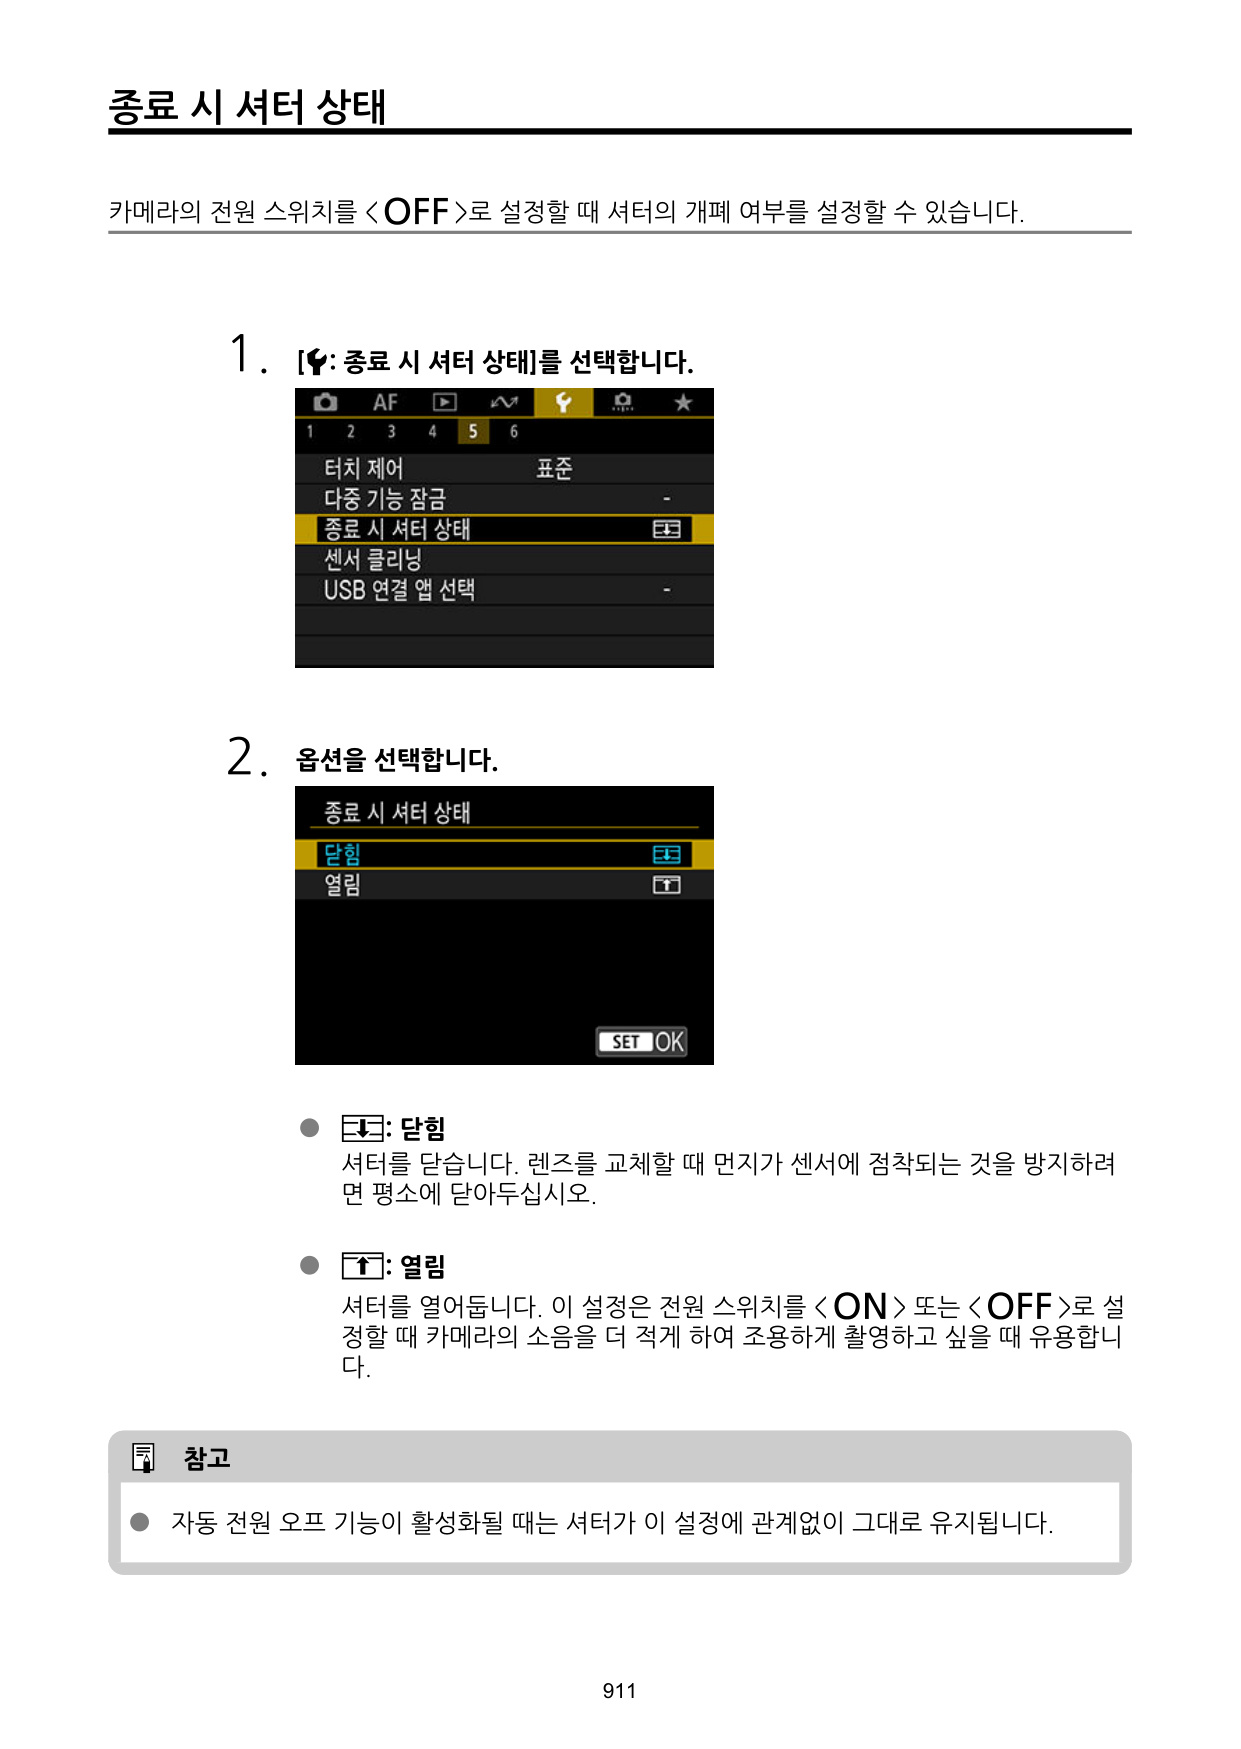 종료 시 셔터 상태
카메라의 전원 스위치를 <OFF>로 설정할 때 셔터의 개폐 여부를 설정할 수 있습니다.
1. [: 종료 시 셔터 상태]를 선택합니다.
AF
1 2 3 4 5 6
터치 제어 표준
다중 기능 잠금 -
종료 시 셔터 상태
센서 클리닝
USB 연결 앱 선택 -
2. 옵션을 선택합니다.
종료 시 셔터 상태
닫힘
열림
SET OK
● : 닫힘
셔터를 닫습니다. 렌즈를 교체할 때 먼지가 센서에 점착되는 것을 방지하려
면 평소에 닫아두십시오.
● : 열림
셔터를 열어둡니다. 이 설정은 전원 스위치를 <ON> 또는 <OFF>로 설
정할 때 카메라의 소음을 더 적게 하여 조용하게 촬영하고 싶을 때 유용합니
다.
참고
● 자동 전원 오프 기능이 활성화될 때는 셔터가 이 설정에 관계없이 그대로 유지됩니다.
911